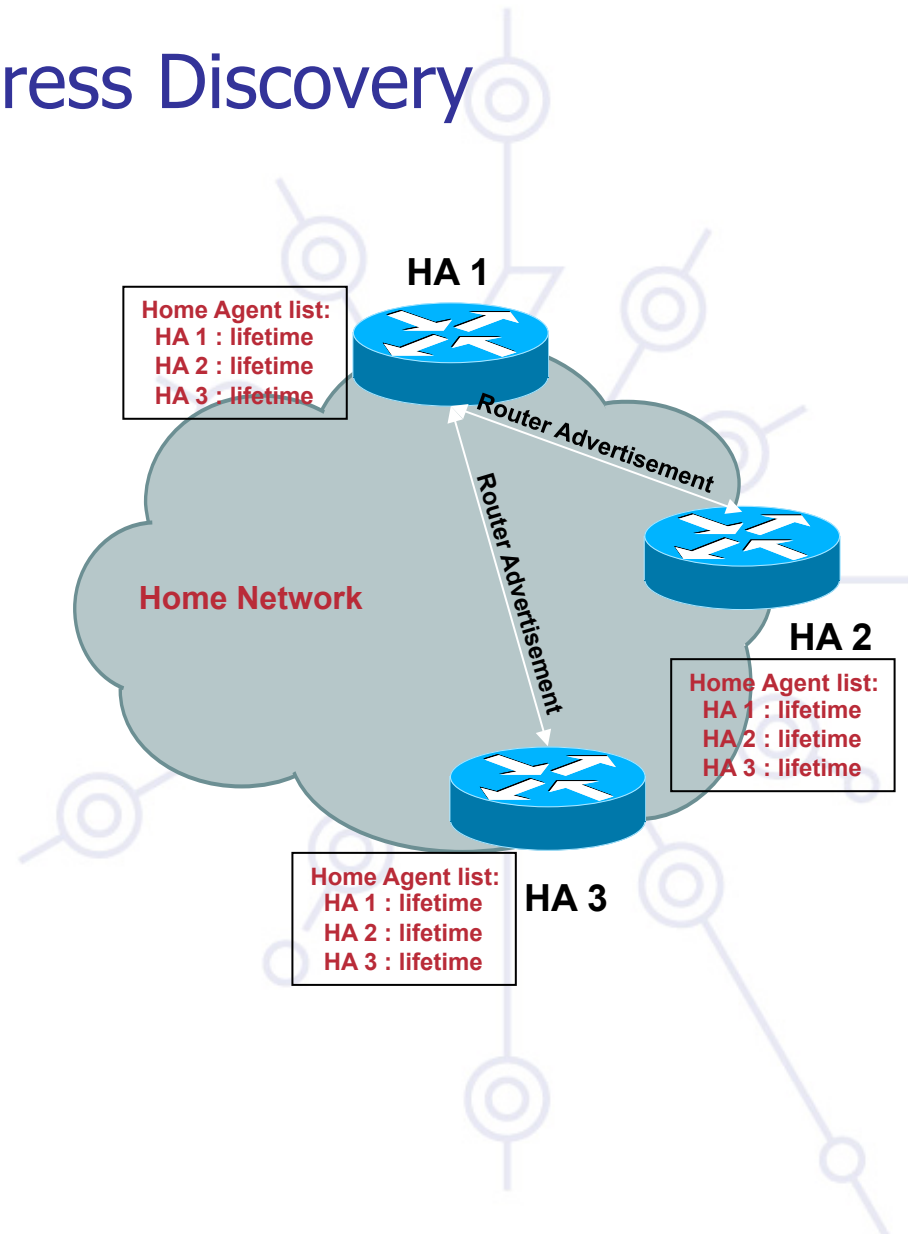 ress Discovery
HA 1
Home Agent list:
HA 1 : lifetime
HA 2 : lifetime
HA 3 : lifetime
Router Advertisement
Router Advertisement
Home Network
HA 2
Home Agent list:
HA 1 : lifetime
HA 2 : lifetime
HA 3 : lifetime
HA 3
Home Agent list:
HA 1 : lifetime
HA 2 : lifetime
HA 3 : lifetime